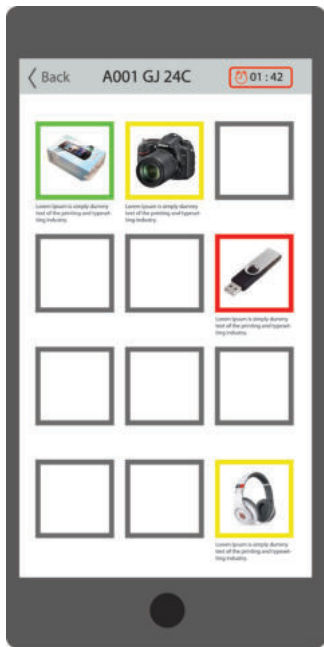 Back
A001 GJ 24C
01 : 42
Lorem Ipsum is simply dummy
text of the printing and typeset-
ting industry.
Lorem Ipsum is simply dummy
text of the printing and typeset-
ting industry.
Lorem Ipsum is simply dummy
text of the printing and typeset-
ting industry.
Lorem Ipsum is simply dummy
text of the printing and typeset-
ting industry.